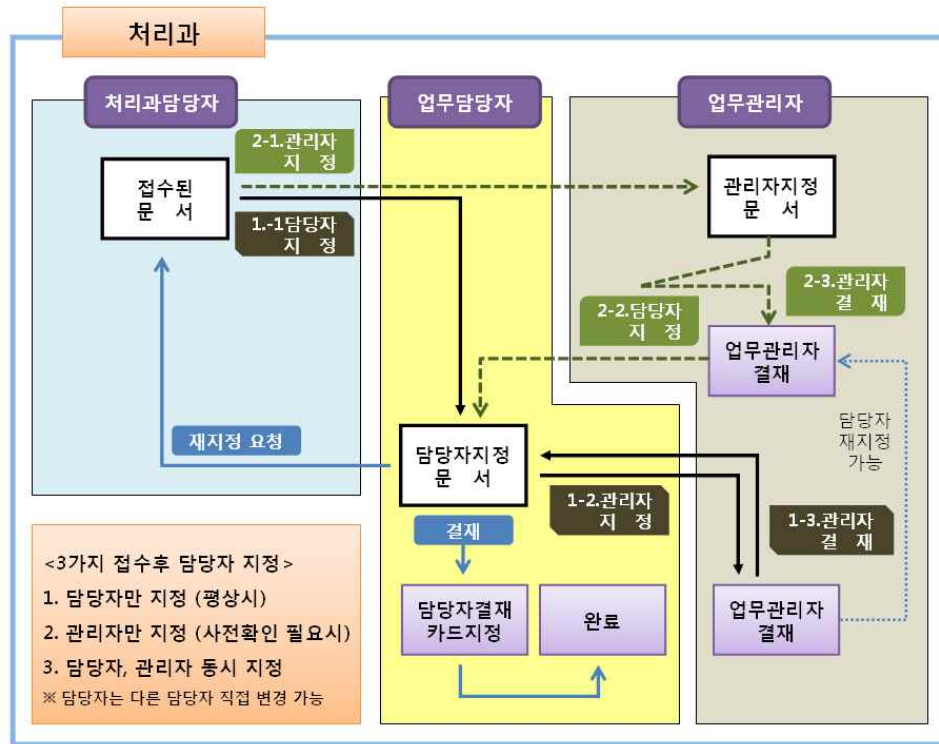 처리과
처리과담당자
업무담당자
업무관리자
2-1.관리자
지 정
접수된
문 서
1.-1담당자
지 정
관리자지정
문 서
2-2.담당자
지 정
2-3.관리자
결 재
업무관리자
결재
재지정 요청
담당자지정
문 서
담당자
재지정
가능
1-2.관리자
지 정
1-3.관리자
결 재
결재
담당자결재
카드지정
완료
업무관리자
결재
<3가지 접수후 담당자 지정>
1. 담당자만 지정 (평상시)
2. 관리자만 지정 (사전확인 필요시)
3. 담당자, 관리자 동시 지정
※ 담당자는 다른 담당자 직접 변경 가능